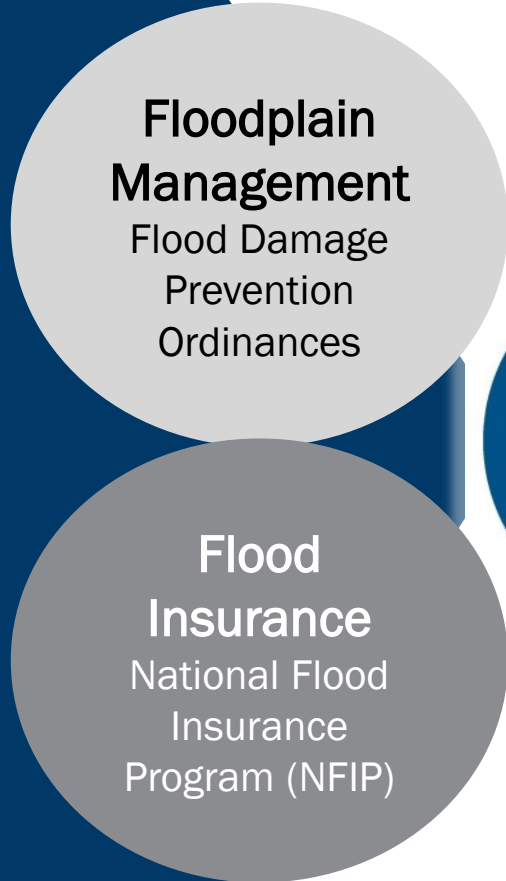 Floodplain
Management
Flood Damage
Prevention
Ordinances
Flood
Insurance
National Flood
Insurance
Program (NFIP)